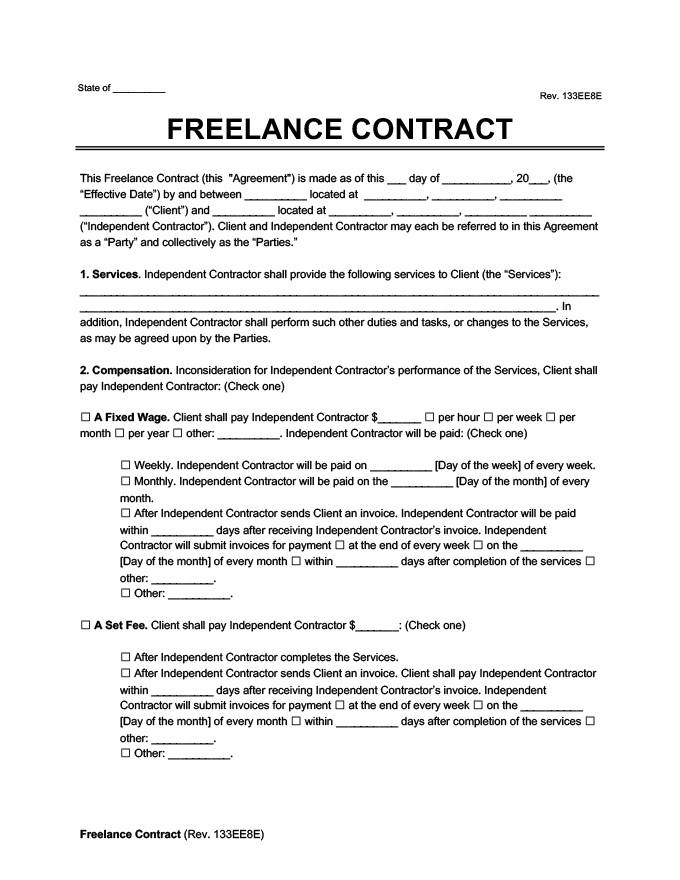 State of __________
Rev. 133EE8E
FREELANCE CONTRACT
This Freelance Contract (this "Agreement") is made as of this ___ day of ___________, 20___, (the
“Effective Date”) by and between __________ located at __________, __________, __________
__________ (“Client”) and __________ located at __________, __________, __________ __________
(“Independent Contractor”). Client and Independent Contractor may each be referred to in this Agreement
as a “Party” and collectively as the “Parties.”
1. Services. Independent Contractor shall provide the following services to Client (the “Services”):
____________________________________________________________________________________
_____________________________________________________________________________. In
addition, Independent Contractor shall perform such other duties and tasks, or changes to the Services,
as may be agreed upon by the Parties.
2. Compensation. Inconsideration for Independent Contractor’s performance of the Services, Client shall
pay Independent Contractor: (Check one)
☐ A Fixed Wage. Client shall pay Independent Contractor $_______ ☐ per hour ☐ per week ☐ per
month ☐ per year ☐ other: __________. Independent Contractor will be paid: (Check one)
☐ Weekly. Independent Contractor will be paid on __________ [Day of the week] of every week.
☐ Monthly. Independent Contractor will be paid on the __________ [Day of the month] of every
month.
☐ After Independent Contractor sends Client an invoice. Independent Contractor will be paid
within __________ days after receiving Independent Contractor’s invoice. Independent
Contractor will submit invoices for payment ☐ at the end of every week ☐ on the __________
[Day of the month] of every month ☐ within __________ days after completion of the services ☐
other: __________.
☐ Other: __________.
☐ A Set Fee. Client shall pay Independent Contractor $_______: (Check one)
☐ After Independent Contractor completes the Services.
☐ After Independent Contractor sends Client an invoice. Client shall pay Independent Contractor
within __________ days after receiving Independent Contractor’s invoice. Independent
Contractor will submit invoices for payment ☐ at the end of every week ☐ on the __________
[Day of the month] of every month ☐ within __________ days after completion of the services ☐
other: __________.
☐ Other: __________.
Freelance Contract (Rev. 133EE8E)